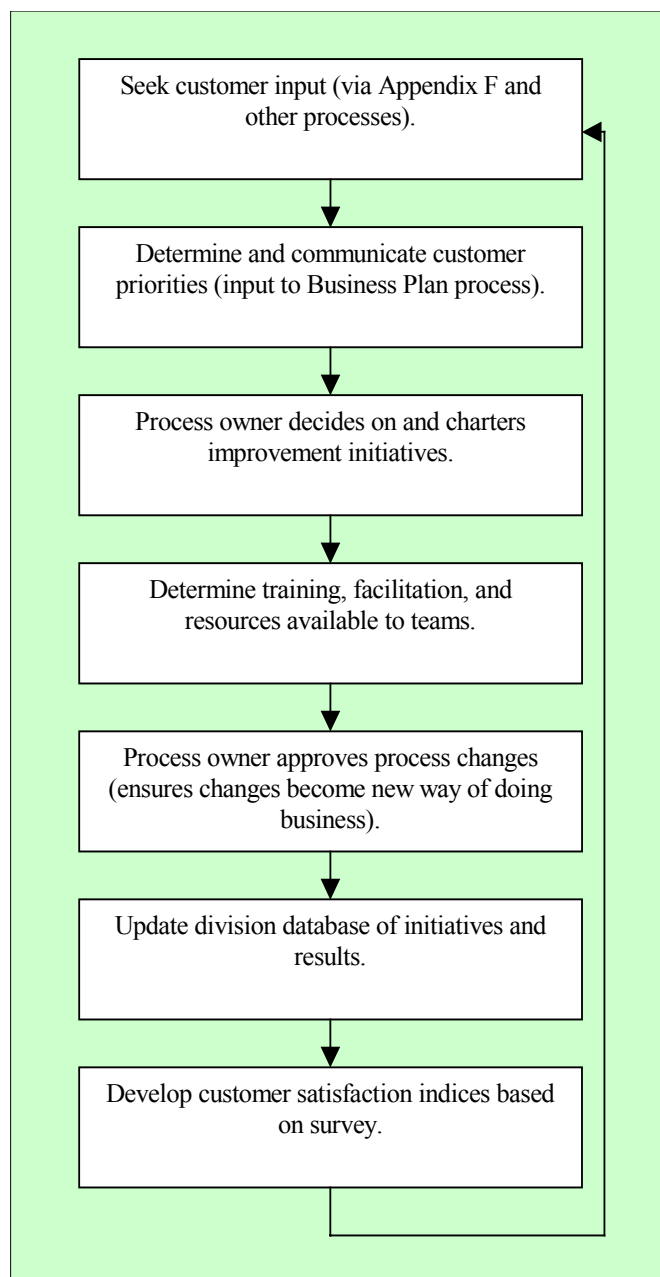 Seek customer input (via Appendix F and
other processes).
Determine and communicate customer
priorities (input to Business Plan process).
Process owner decides on and charters
improvement initiatives.
Determine training, facilitation, and
resources available to teams.
Process owner approves process changes
(ensures changes become new way of doing
business).
Update division database of initiatives and
results.
Develop customer satisfaction indices based
on survey.